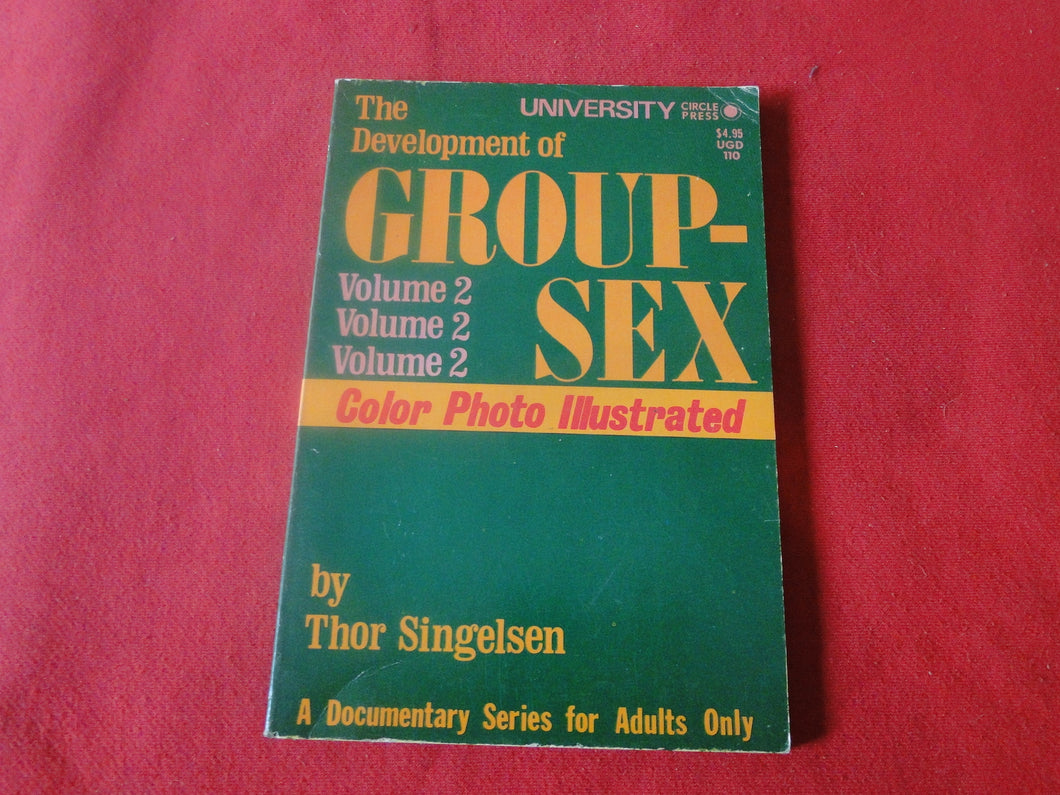 The
Development of
GROUP-
SEX
UNIVERSITY CIRCLE PRESS
$4.95
UGD
110
Volume 2
Volume 2
Volume 2
Color Photo Illustrated
by
Thor Singelsen
A Documentary Series for Adults Only